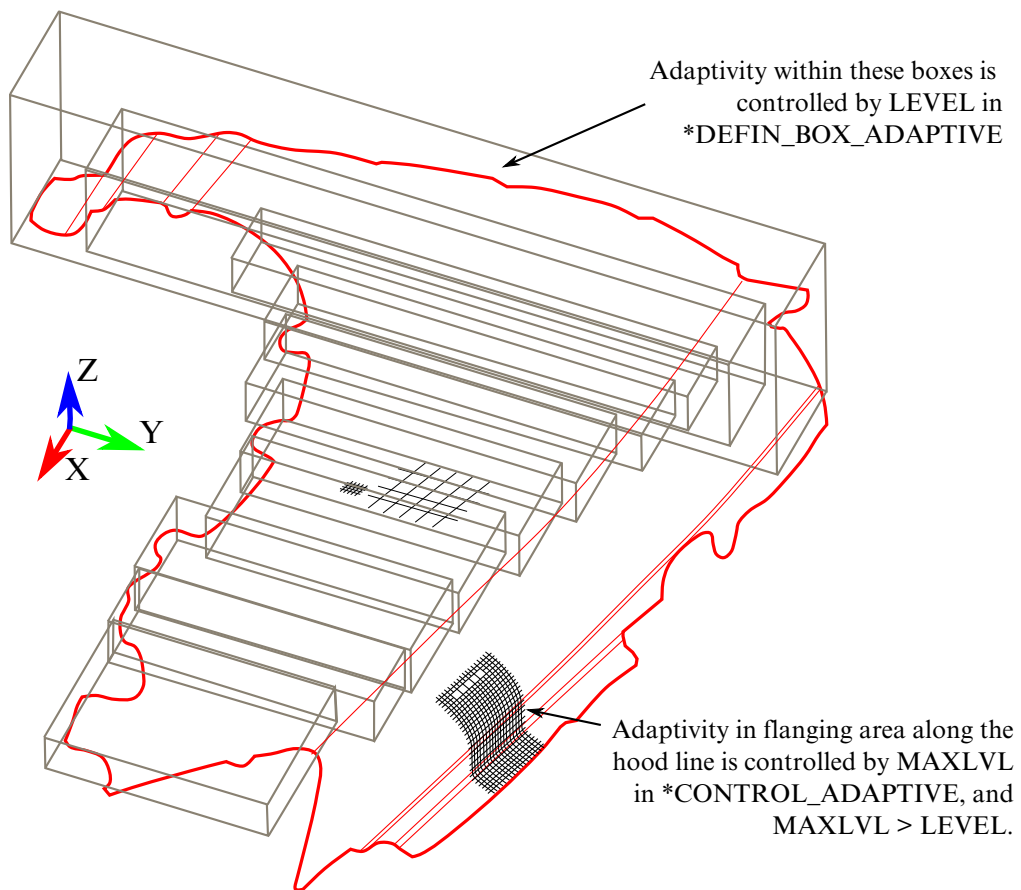 Adaptivity within these boxes is
controlled by LEVEL in
*DEFIN_BOX_ADAPTIVE
Z
Y
X
Adaptivity in flanging area along the
hood line is controlled by MAXLVL
in *CONTROL_ADAPTIVE, and
MAXLVL > LEVEL.